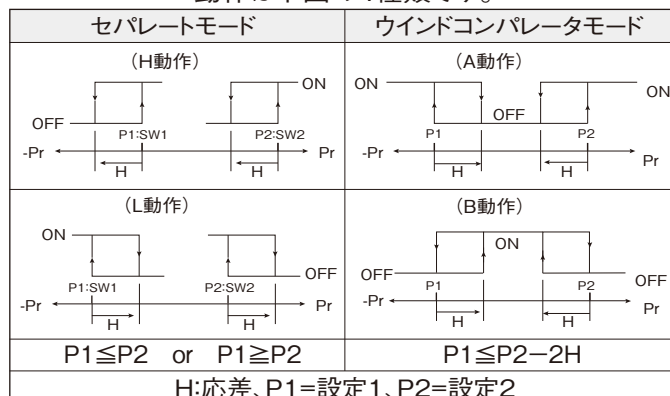 動作は下図の4種類です。
セパレートモード ウインドコンパレータモード
(H動作)
ON
OFF
P1:SW1 P2:SW2
-Pr Pr
H H
(A動作)
ON ON
OFF
P1 P2
-Pr Pr
H H
(L動作)
ON
OFF
P1:SW1 P2:SW2
-Pr Pr
H H
(B動作)
ON
OFF OFF
P1 P2
-Pr Pr
H H
P1≦P2 or P1≧P2 P1≦P2−2H
H:応差、P1=設定1、P2=設定2